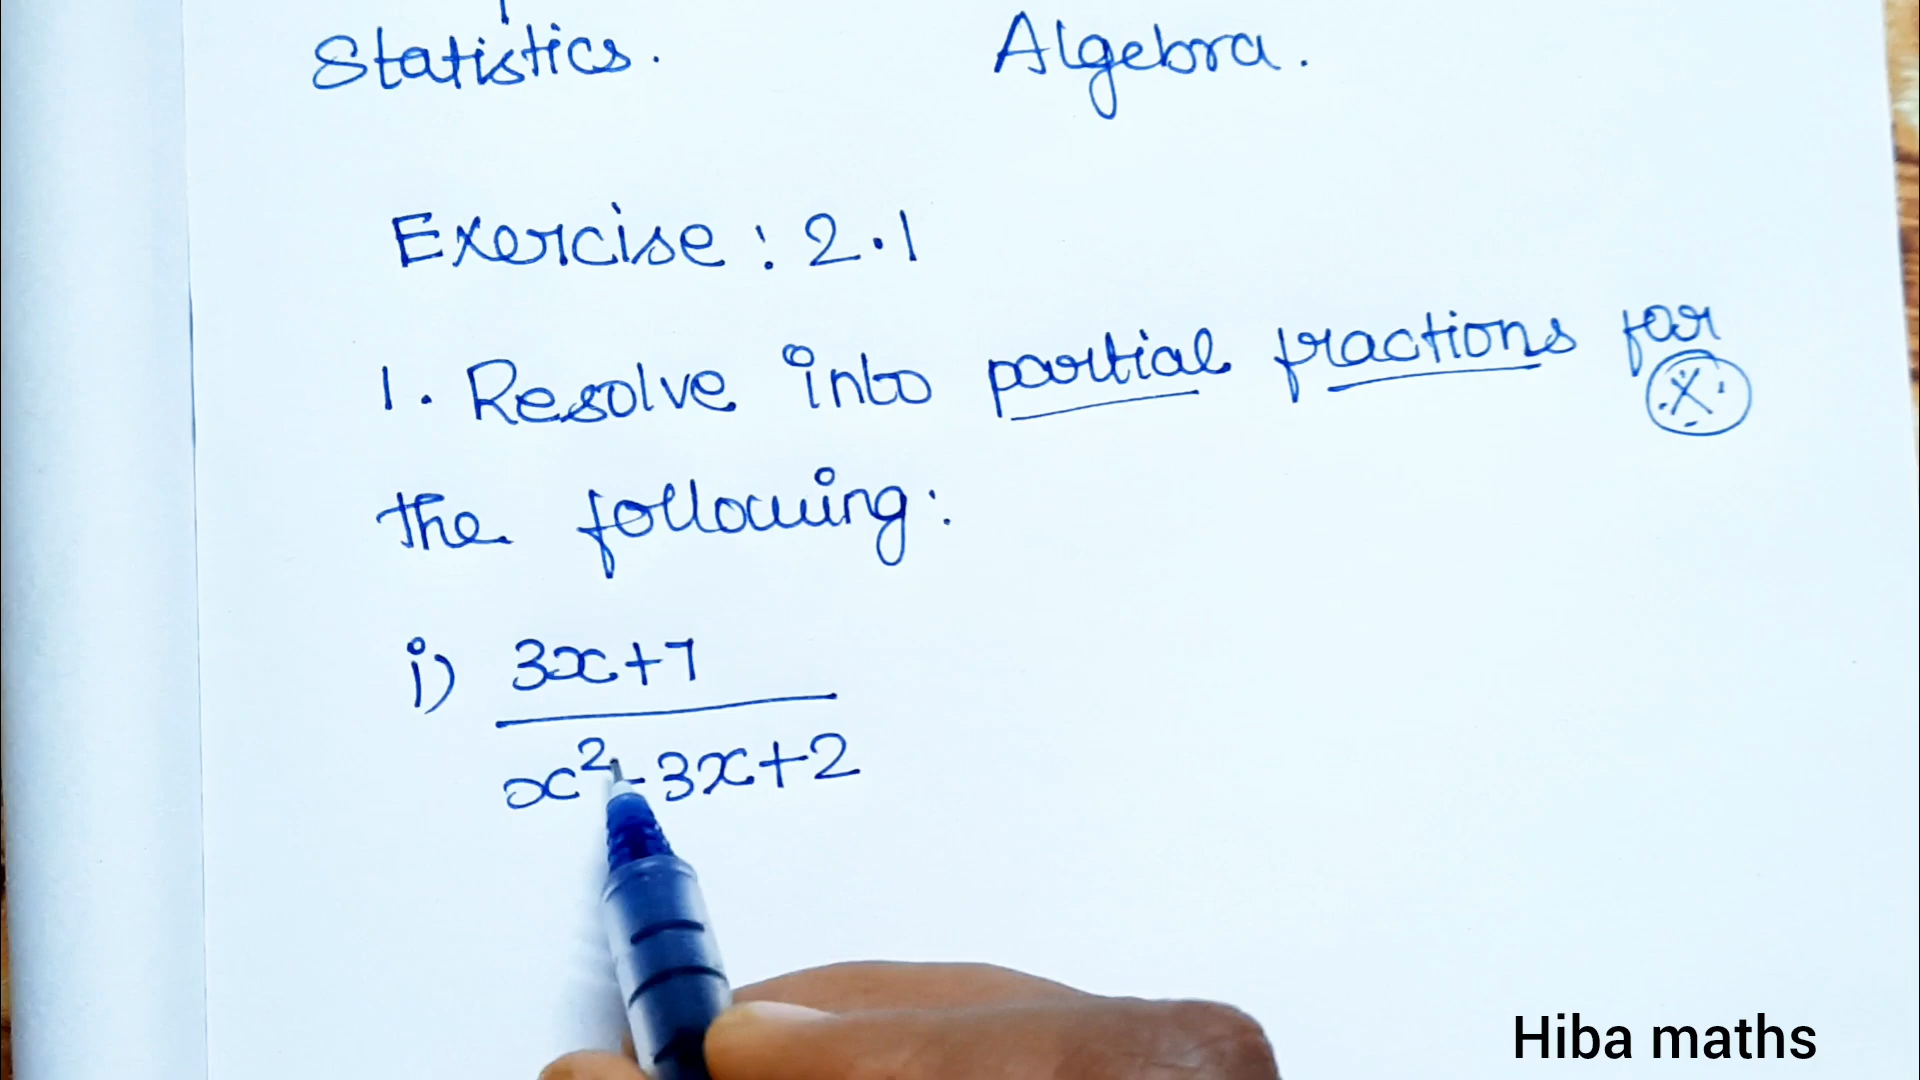 Statistics. Algebra.
Exercise : 2.1
1. Resolve into partial fractions for
X
the following:
i) 3x+7
x²-3x+2
Hiba maths